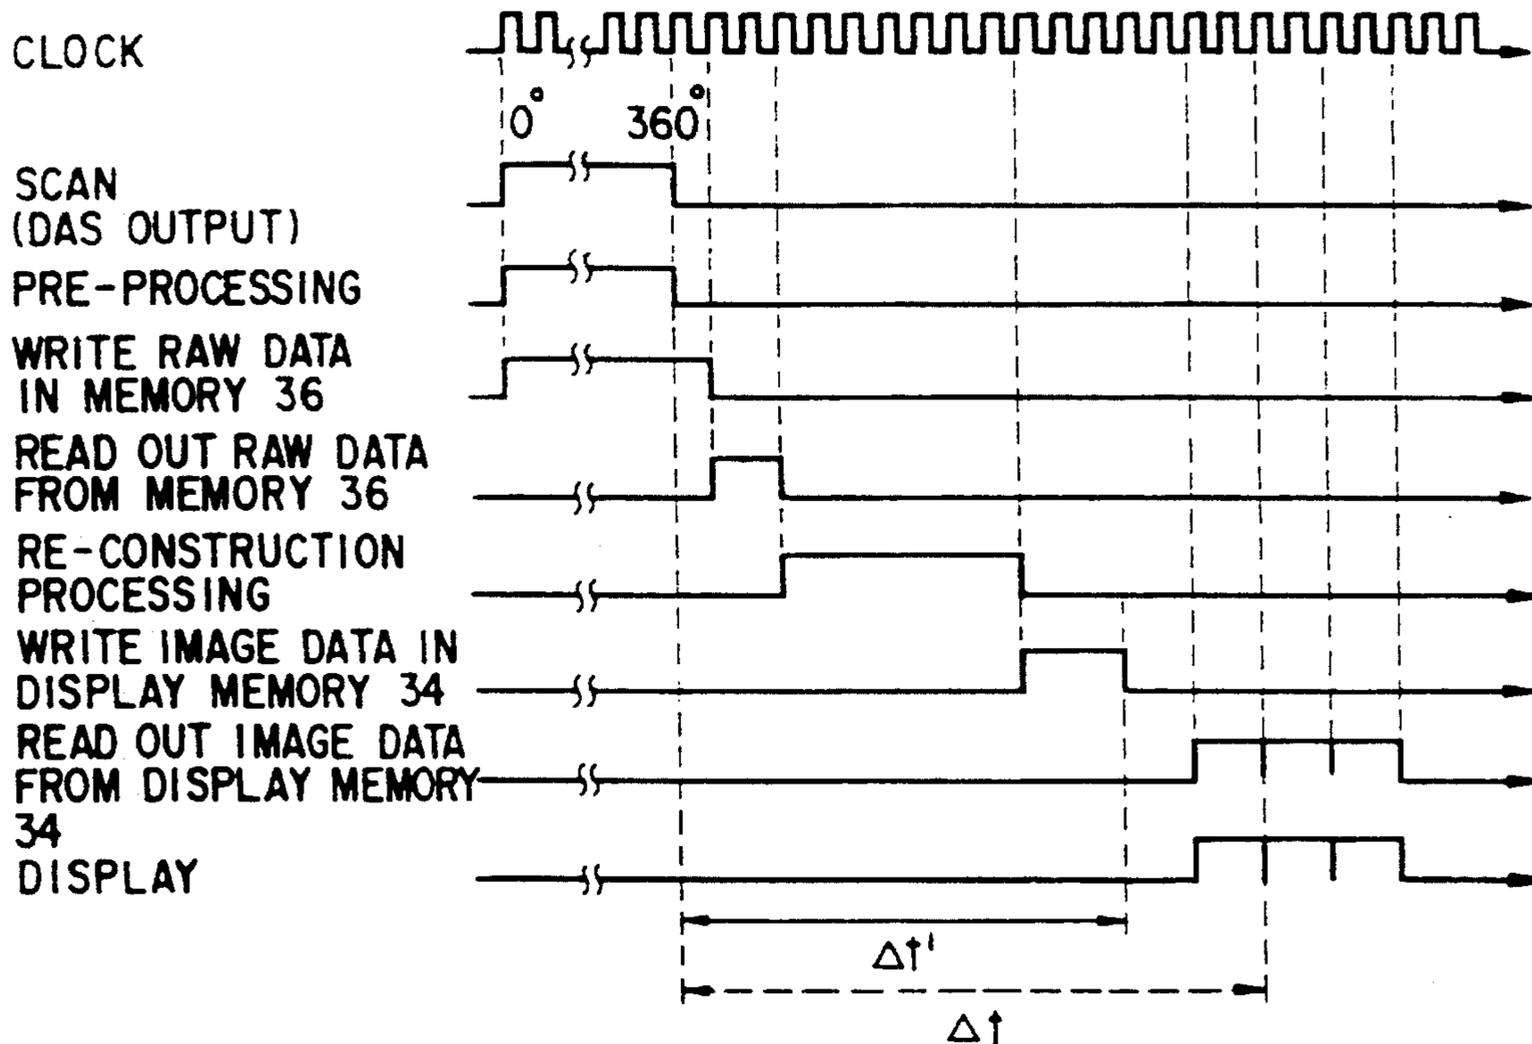 CLOCK
0° 360°
SCAN
(DAS OUTPUT)
PRE-PROCESSING
WRITE RAW DATA
IN MEMORY 36
READ OUT RAW DATA
FROM MEMORY 36
RE-CONSTRUCTION
PROCESSING
WRITE IMAGE DATA IN
DISPLAY MEMORY 34
READ OUT IMAGE DATA
FROM DISPLAY MEMORY
34
DISPLAY
Δt'
Δt